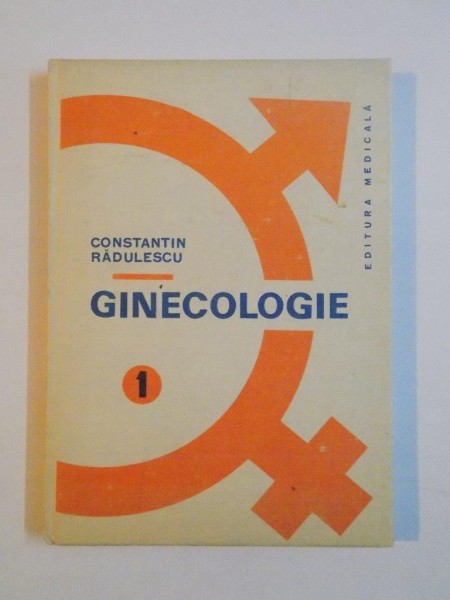 CONSTANTIN
RĂDULESCU
GINECOLOGIE
1
EDITURA MEDICALĂ